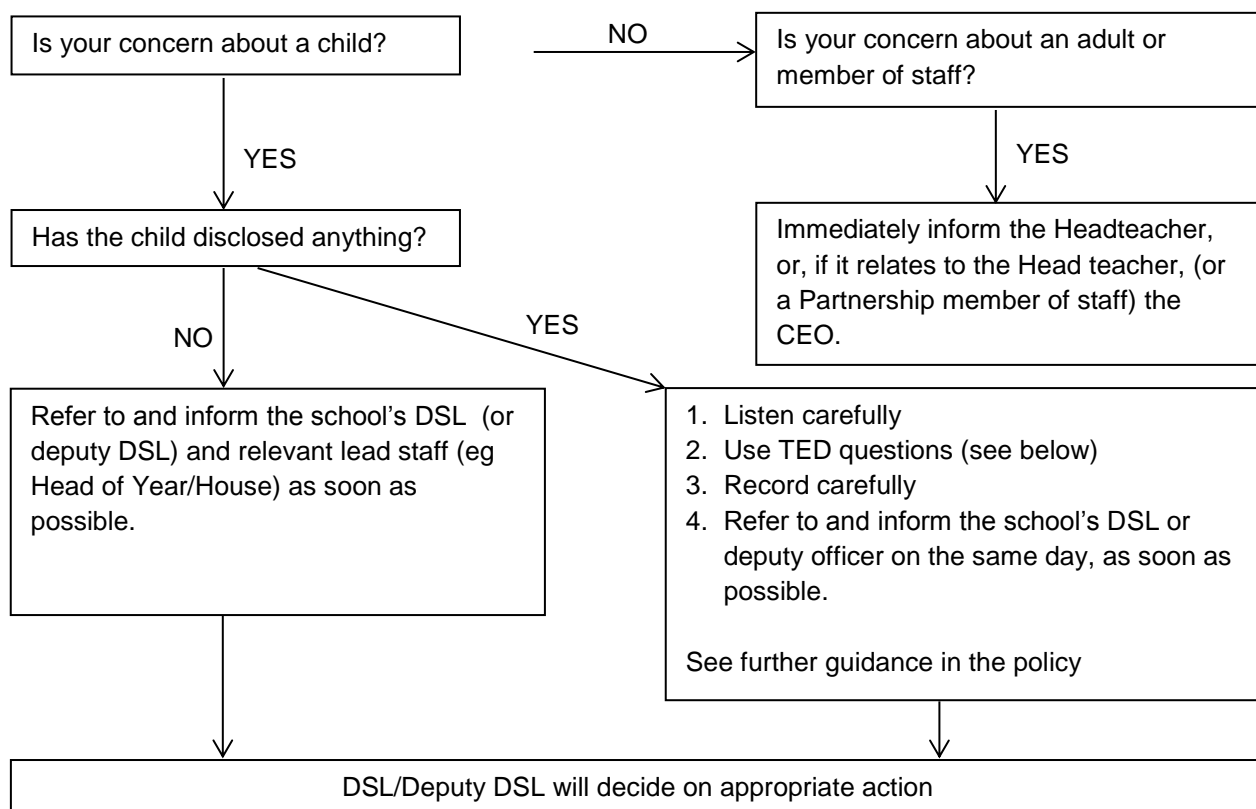 Is your concern about a child?
NO
Is your concern about an adult or
member of staff?
YES
YES
Has the child disclosed anything?
Immediately inform the Headteacher,
or, if it relates to the Head teacher, (or
a Partnership member of staff) the
CEO.
NO
YES
Refer to and inform the school’s DSL (or
deputy DSL) and relevant lead staff (eg
Head of Year/House) as soon as
possible.
1. Listen carefully
2. Use TED questions (see below)
3. Record carefully
4. Refer to and inform the school’s DSL or
deputy officer on the same day, as soon as
possible.
See further guidance in the policy
DSL/Deputy DSL will decide on appropriate action